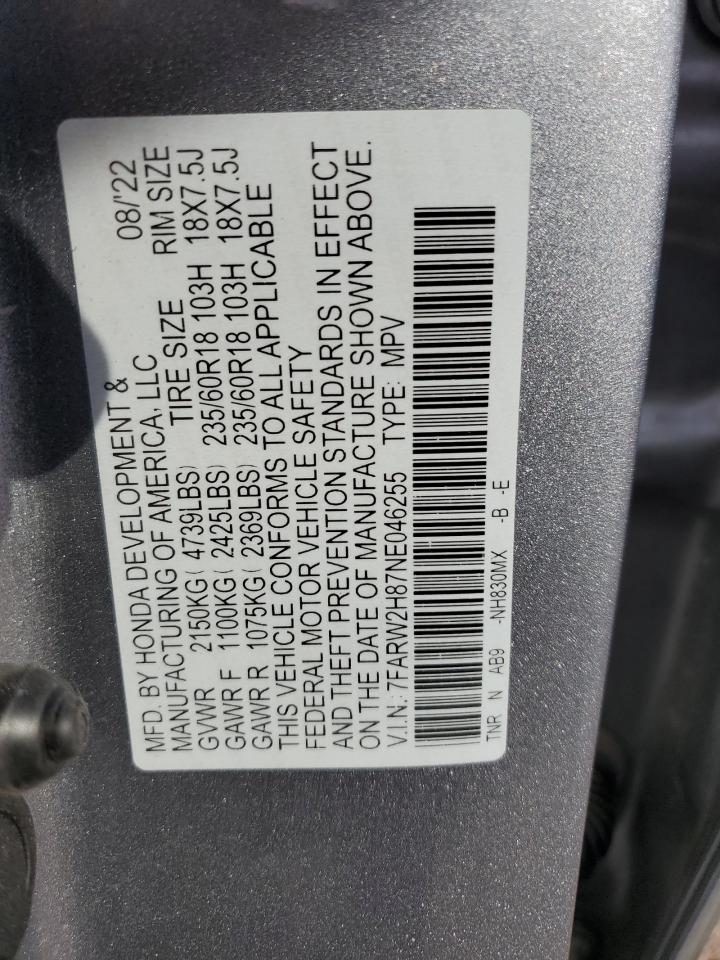 MFD. BY HONDA DEVELOPMENT & 08/'22
MANUFACTURING OF AMERICA, LLC
TIRE SIZE RIM SIZE
GVWR 2150KG( 4739LBS) 235/60R18 103H 18X7.5J
GAWR F 1100KG( 2425LBS) 235/60R18 103H 18X7.5J
GAWR R 1075KG( 2369LBS)
THIS VEHICLE CONFORMS TO ALL APPLICABLE
FEDERAL MOTOR VEHICLE SAFETY
AND THEFT PREVENTION STANDARDS IN EFFECT
ON THE DATE OF MANUFACTURE SHOWN ABOVE.
V.I.N.: 7FARW2H87NE046255 TYPE: MPV
TNR N AB9 -NH830MX -B -E